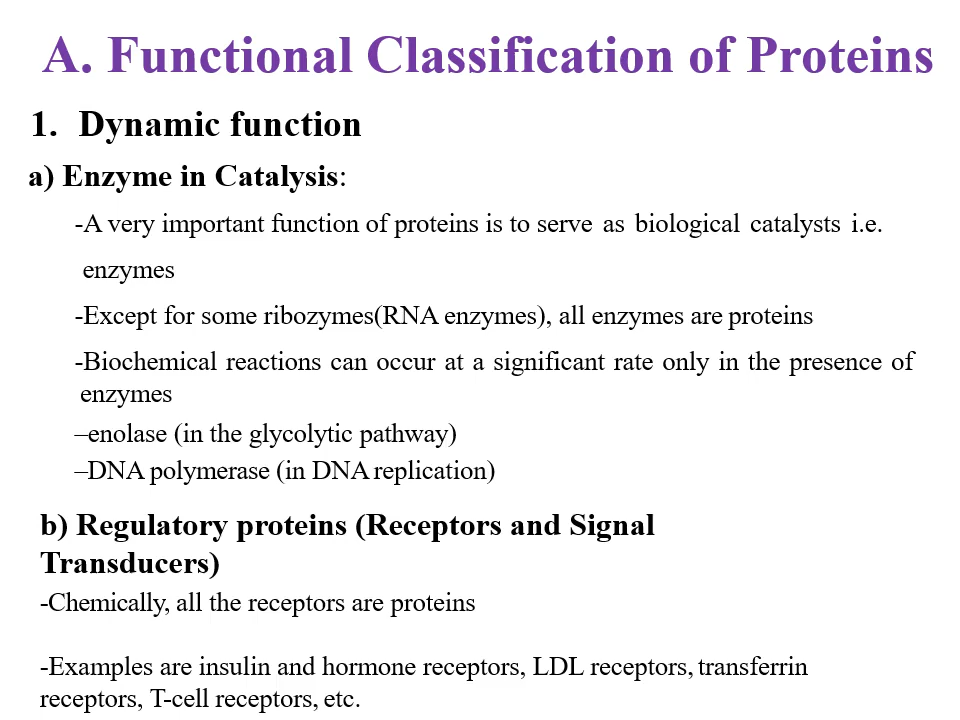 A. Functional Classification of Proteins
1. Dynamic function
a) Enzyme in Catalysis:
-A very important function of proteins is to serve as biological catalysts i.e.
enzymes
-Except for some ribozymes(RNA enzymes), all enzymes are proteins
-Biochemical reactions can occur at a significant rate only in the presence of
enzymes
–enolase (in the glycolytic pathway)
–DNA polymerase (in DNA replication)
b) Regulatory proteins (Receptors and Signal
Transducers)
-Chemically, all the receptors are proteins
-Examples are insulin and hormone receptors, LDL receptors, transferrin
receptors, T-cell receptors, etc.